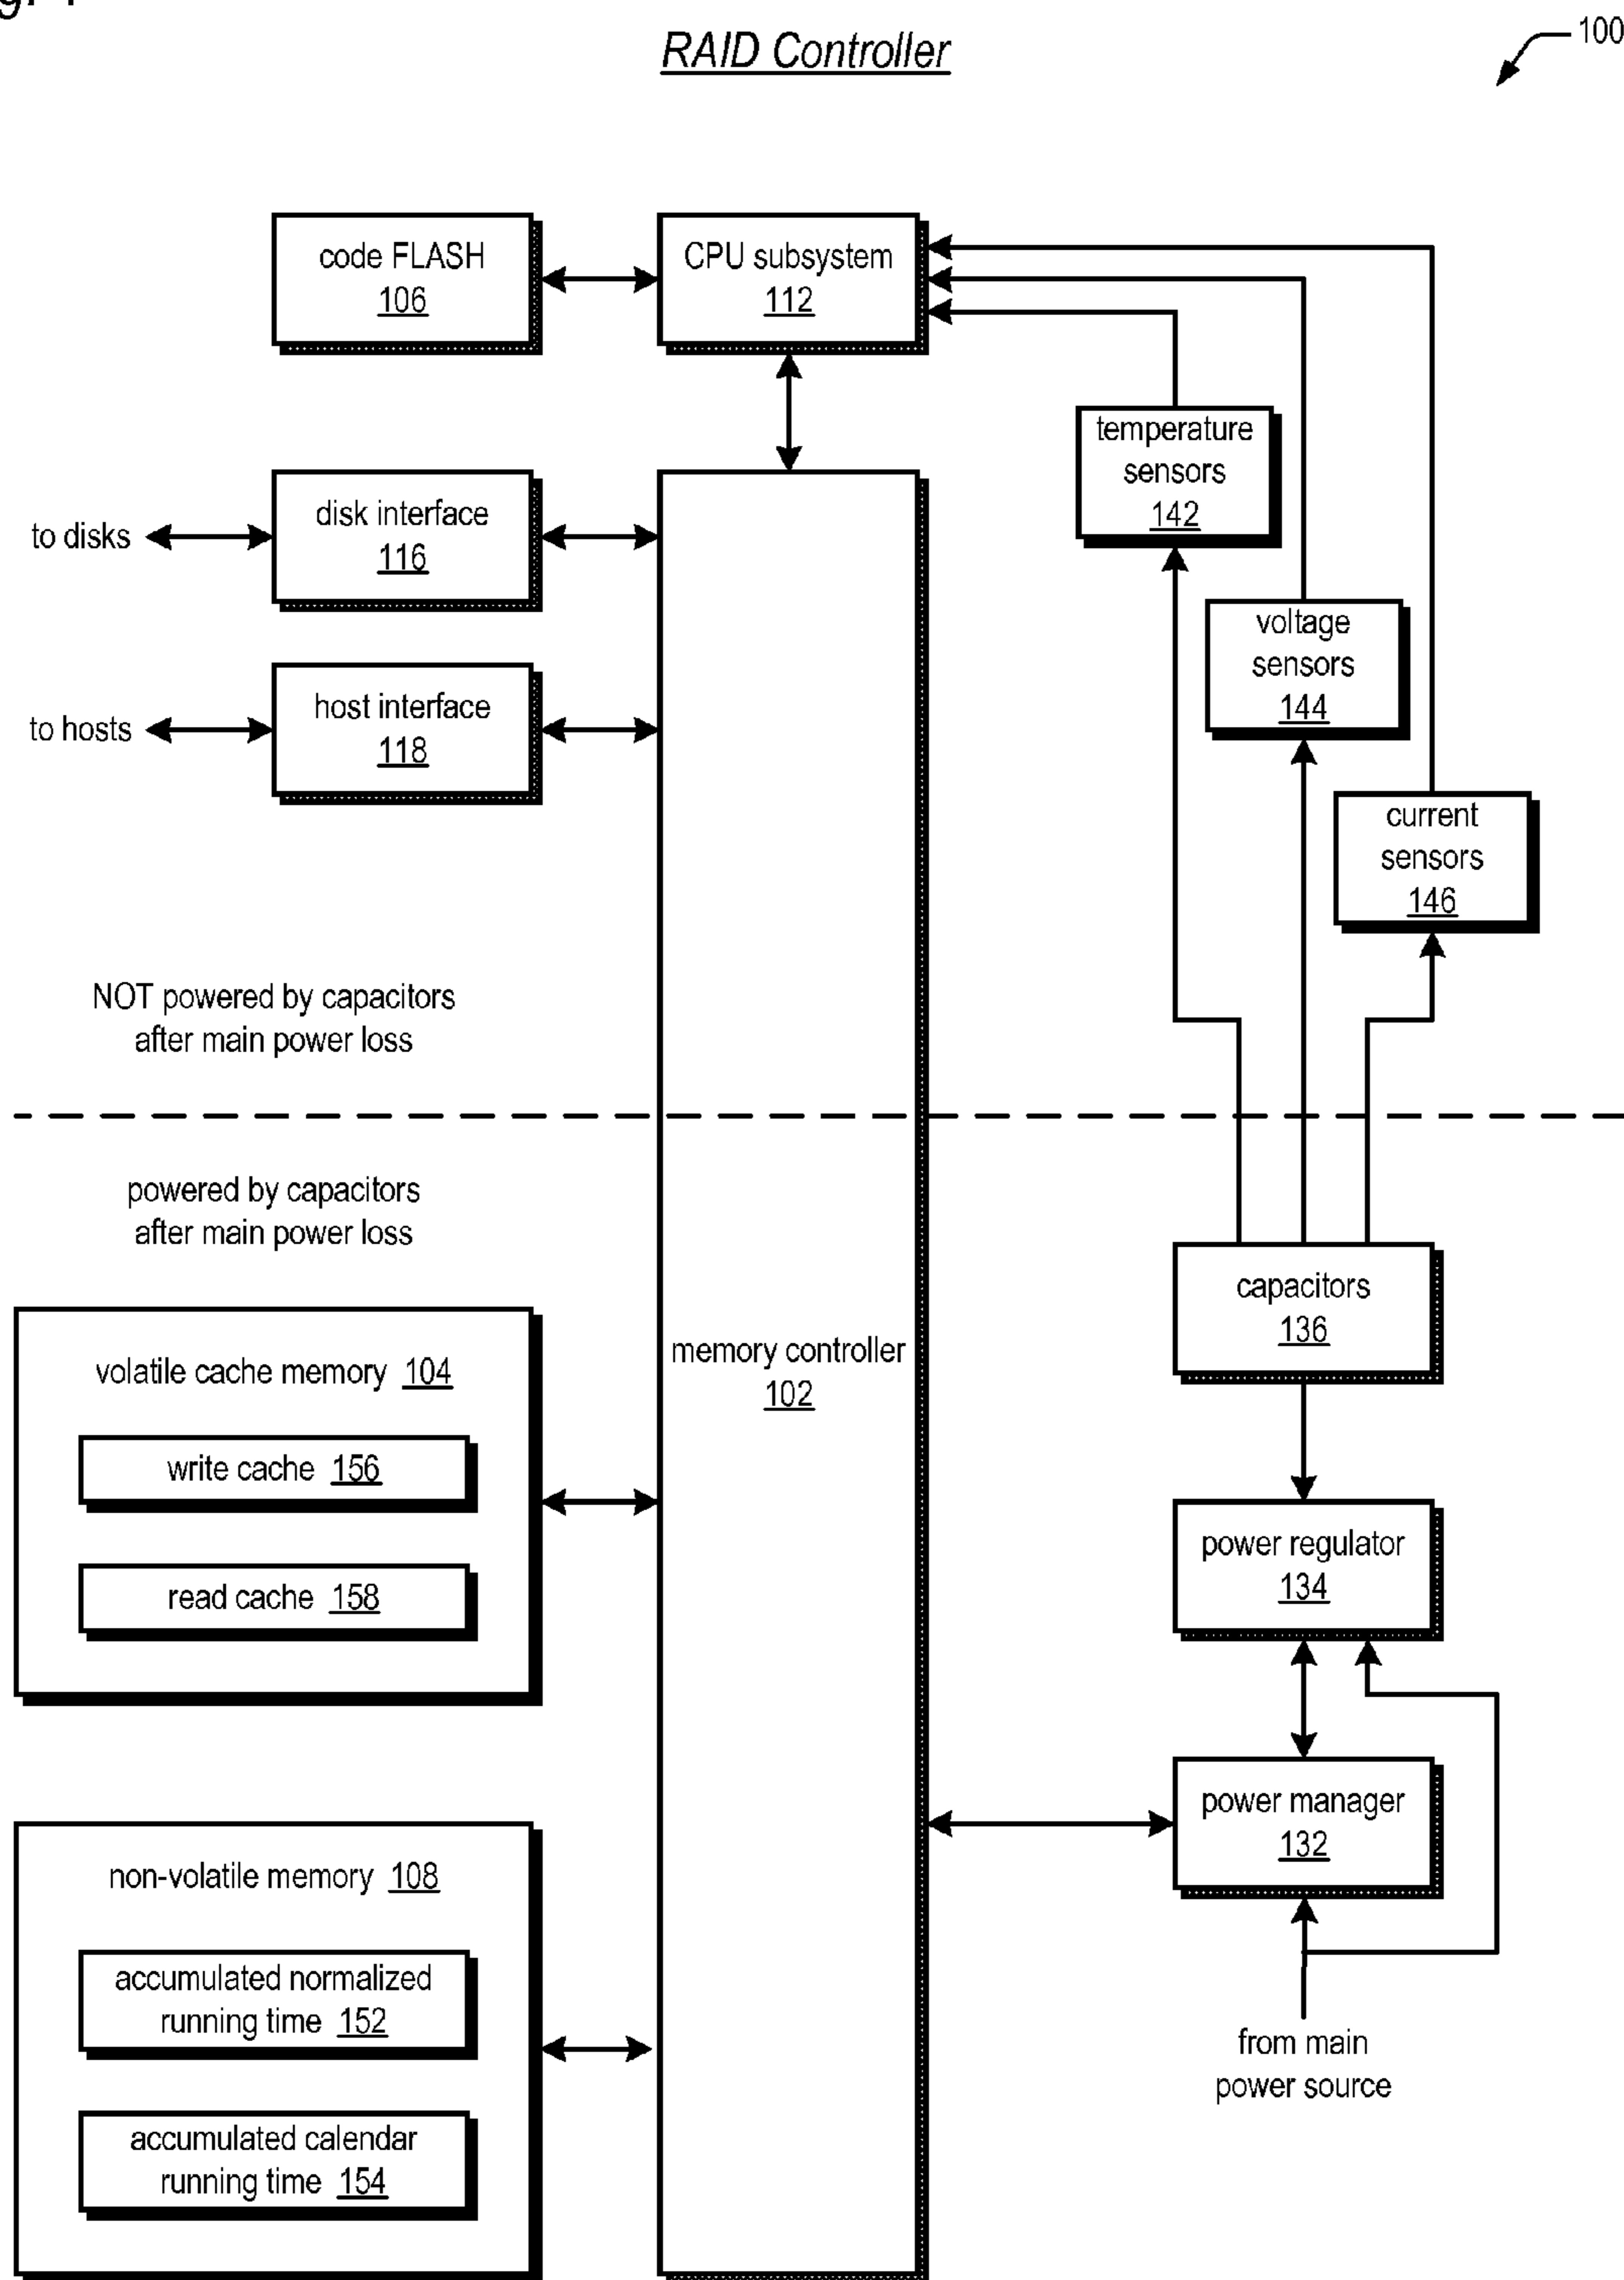 RAID Controller
100
code FLASH
106
CPU subsystem
112
temperature
sensors
142
disk interface
116
to disks
voltage
sensors
144
host interface
118
to hosts
current
sensors
146
NOT powered by capacitors
after main power loss
powered by capacitors
after main power loss
capacitors
136
memory controller
102
volatile cache memory 104
write cache 156
read cache 158
power regulator
134
power manager
132
non-volatile memory 108
accumulated normalized
running time 152
accumulated calendar
running time 154
from main
power source